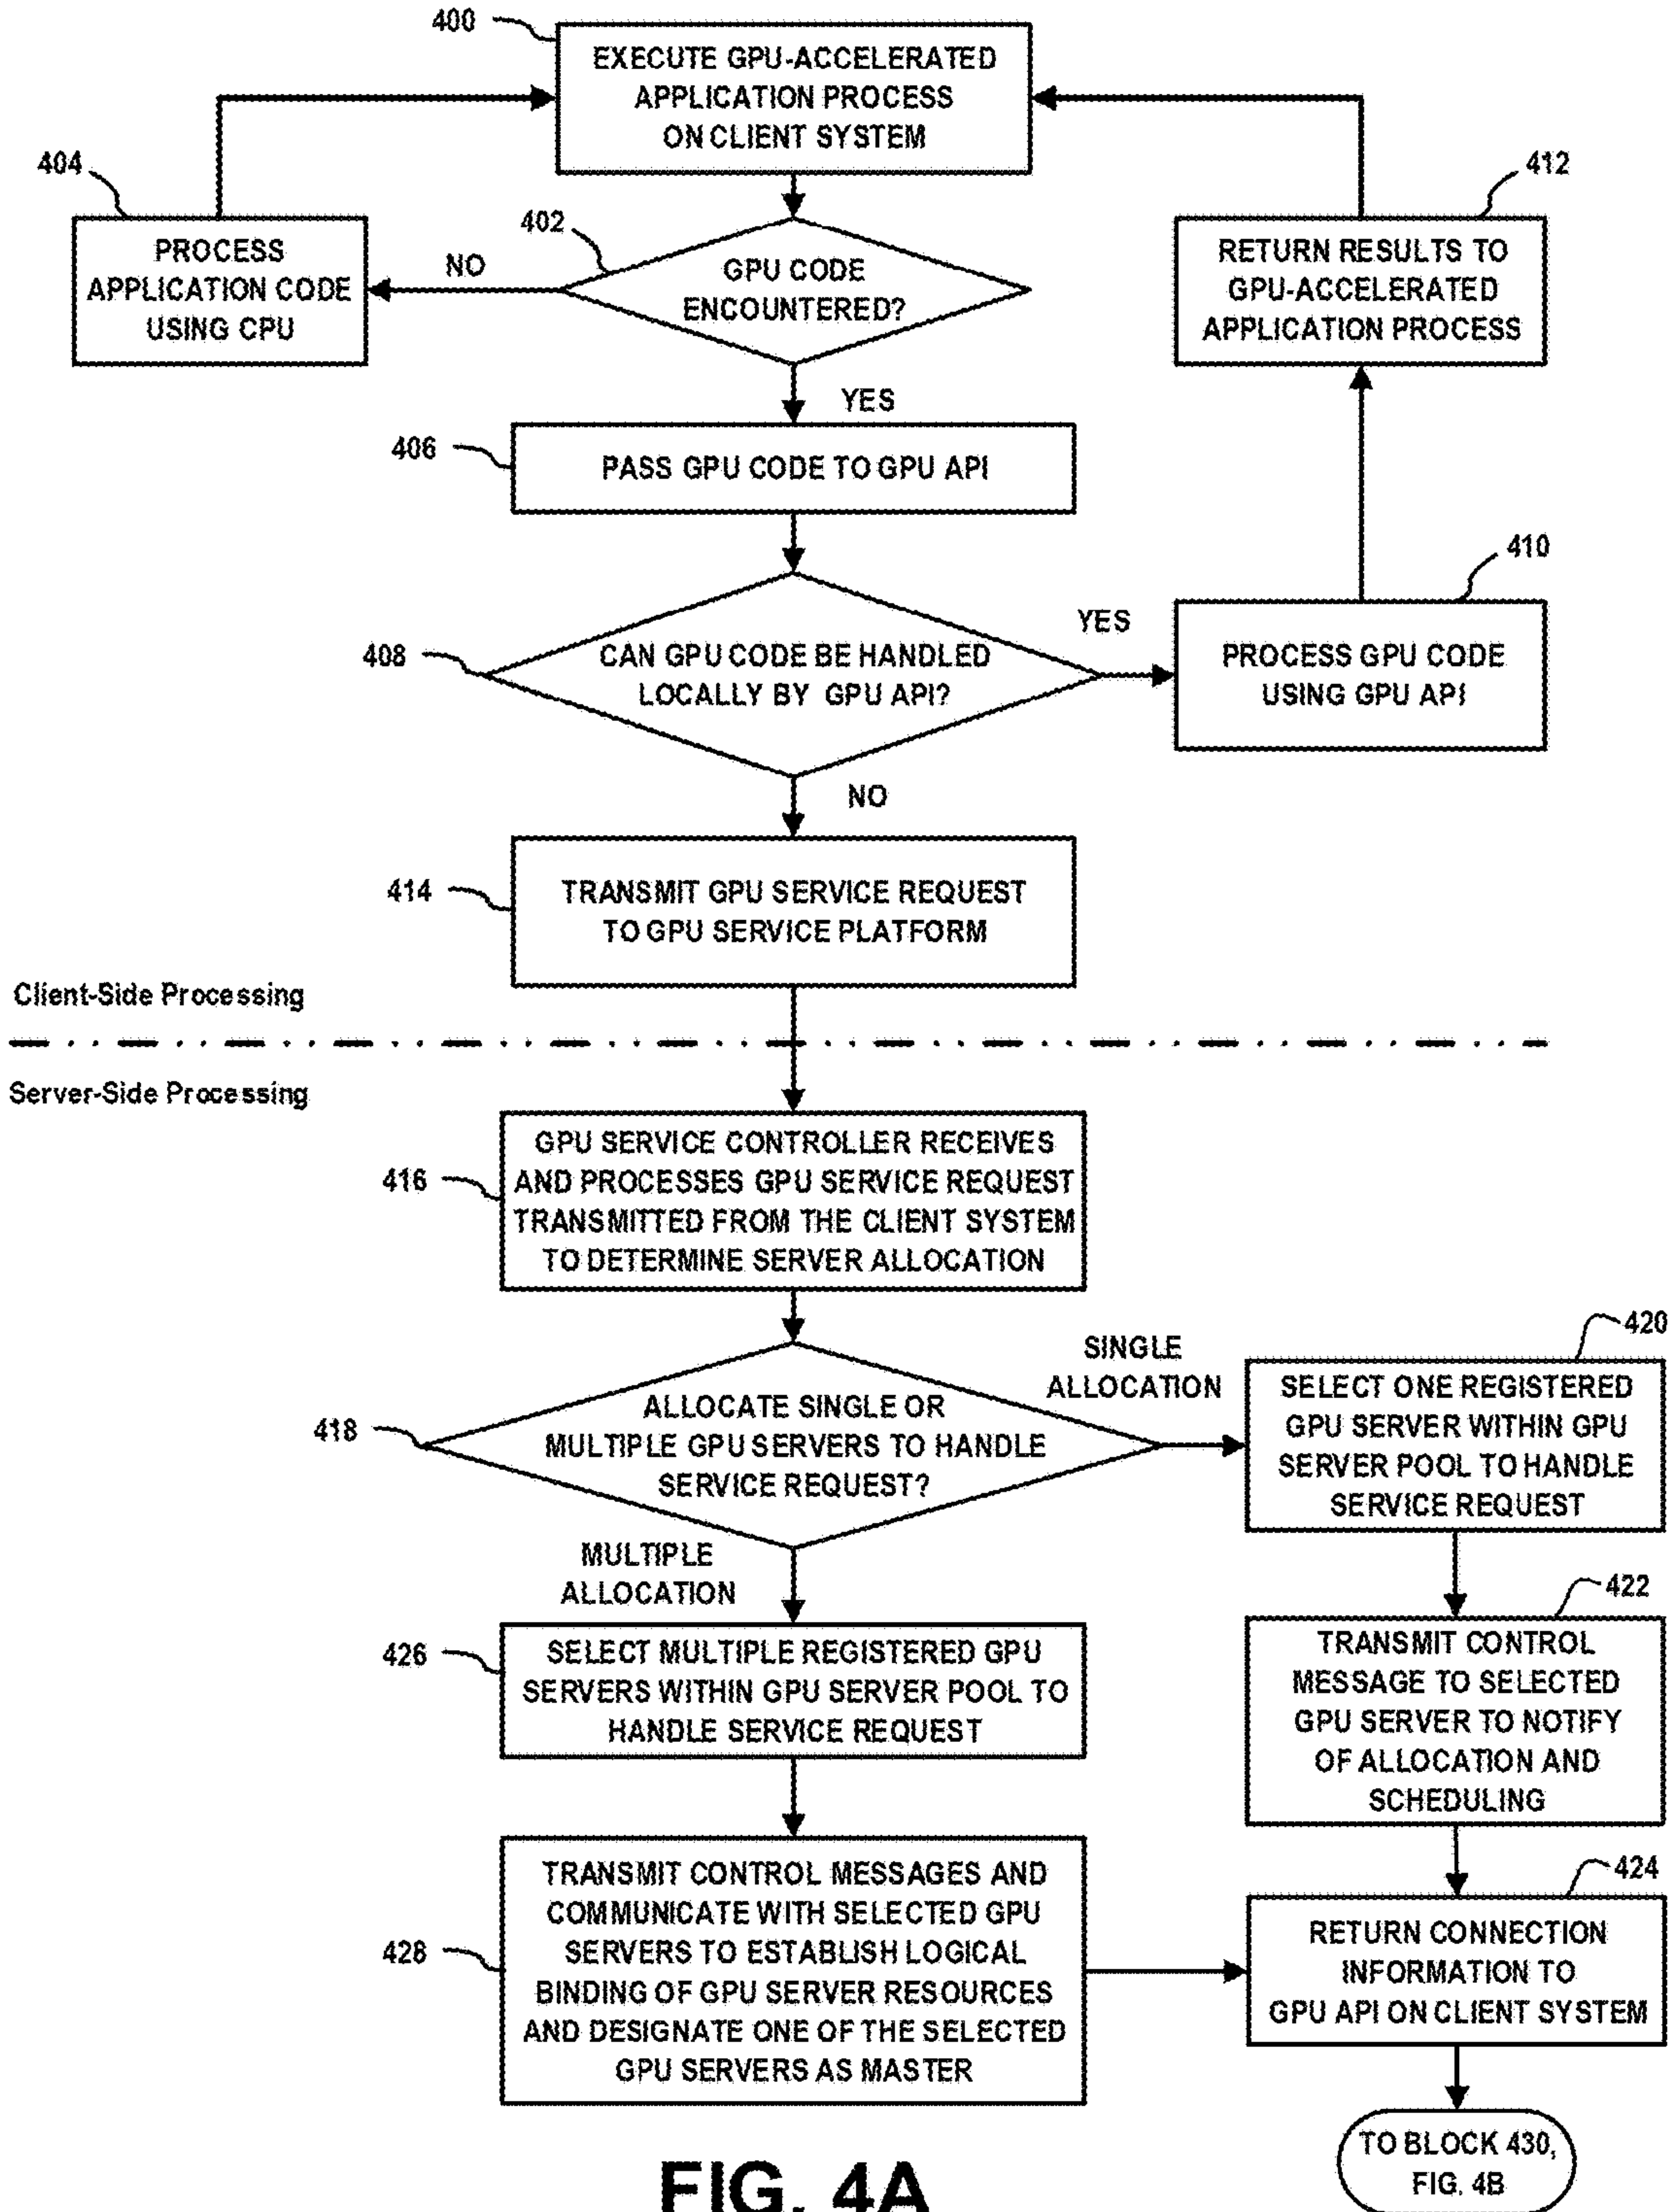 400
EXECUTE GPU-ACCELERATED
APPLICATION PROCESS
ON CLIENT SYSTEM
404
PROCESS
APPLICATION CODE
USING CPU
NO
402
GPU CODE
ENCOUNTERED?
412
RETURN RESULTS TO
GPU-ACCELERATED
APPLICATION PROCESS
YES
406
PASS GPU CODE TO GPU API
408
CAN GPU CODE BE HANDLED
LOCALLY BY GPU API?
YES
410
PROCESS GPU CODE
USING GPU API
NO
414
TRANSMIT GPU SERVICE REQUEST
TO GPU SERVICE PLATFORM
Client-Side Processing
Server-Side Processing
416
GPU SERVICE CONTROLLER RECEIVES
AND PROCESSES GPU SERVICE REQUEST
TRANSMITTED FROM THE CLIENT SYSTEM
TO DETERMINE SERVER ALLOCATION
418
ALLOCATE SINGLE OR
MULTIPLE GPU SERVERS TO HANDLE
SERVICE REQUEST?
SINGLE
ALLOCATION
420
SELECT ONE REGISTERED
GPU SERVER WITHIN GPU
SERVER POOL TO HANDLE
SERVICE REQUEST
MULTIPLE
ALLOCATION
422
TRANSMIT CONTROL
MESSAGE TO SELECTED
GPU SERVER TO NOTIFY
OF ALLOCATION AND
SCHEDULING
426
SELECT MULTIPLE REGISTERED GPU
SERVERS WITHIN GPU SERVER POOL TO
HANDLE SERVICE REQUEST
428
TRANSMIT CONTROL MESSAGES AND
COMMUNICATE WITH SELECTED GPU
SERVERS TO ESTABLISH LOGICAL
BINDING OF GPU SERVER RESOURCES
AND DESIGNATE ONE OF THE SELECTED
GPU SERVERS AS MASTER
424
RETURN CONNECTION
INFORMATION TO
GPU API ON CLIENT SYSTEM
TO BLOCK 430,
FIG. 4B
FIG. 4A